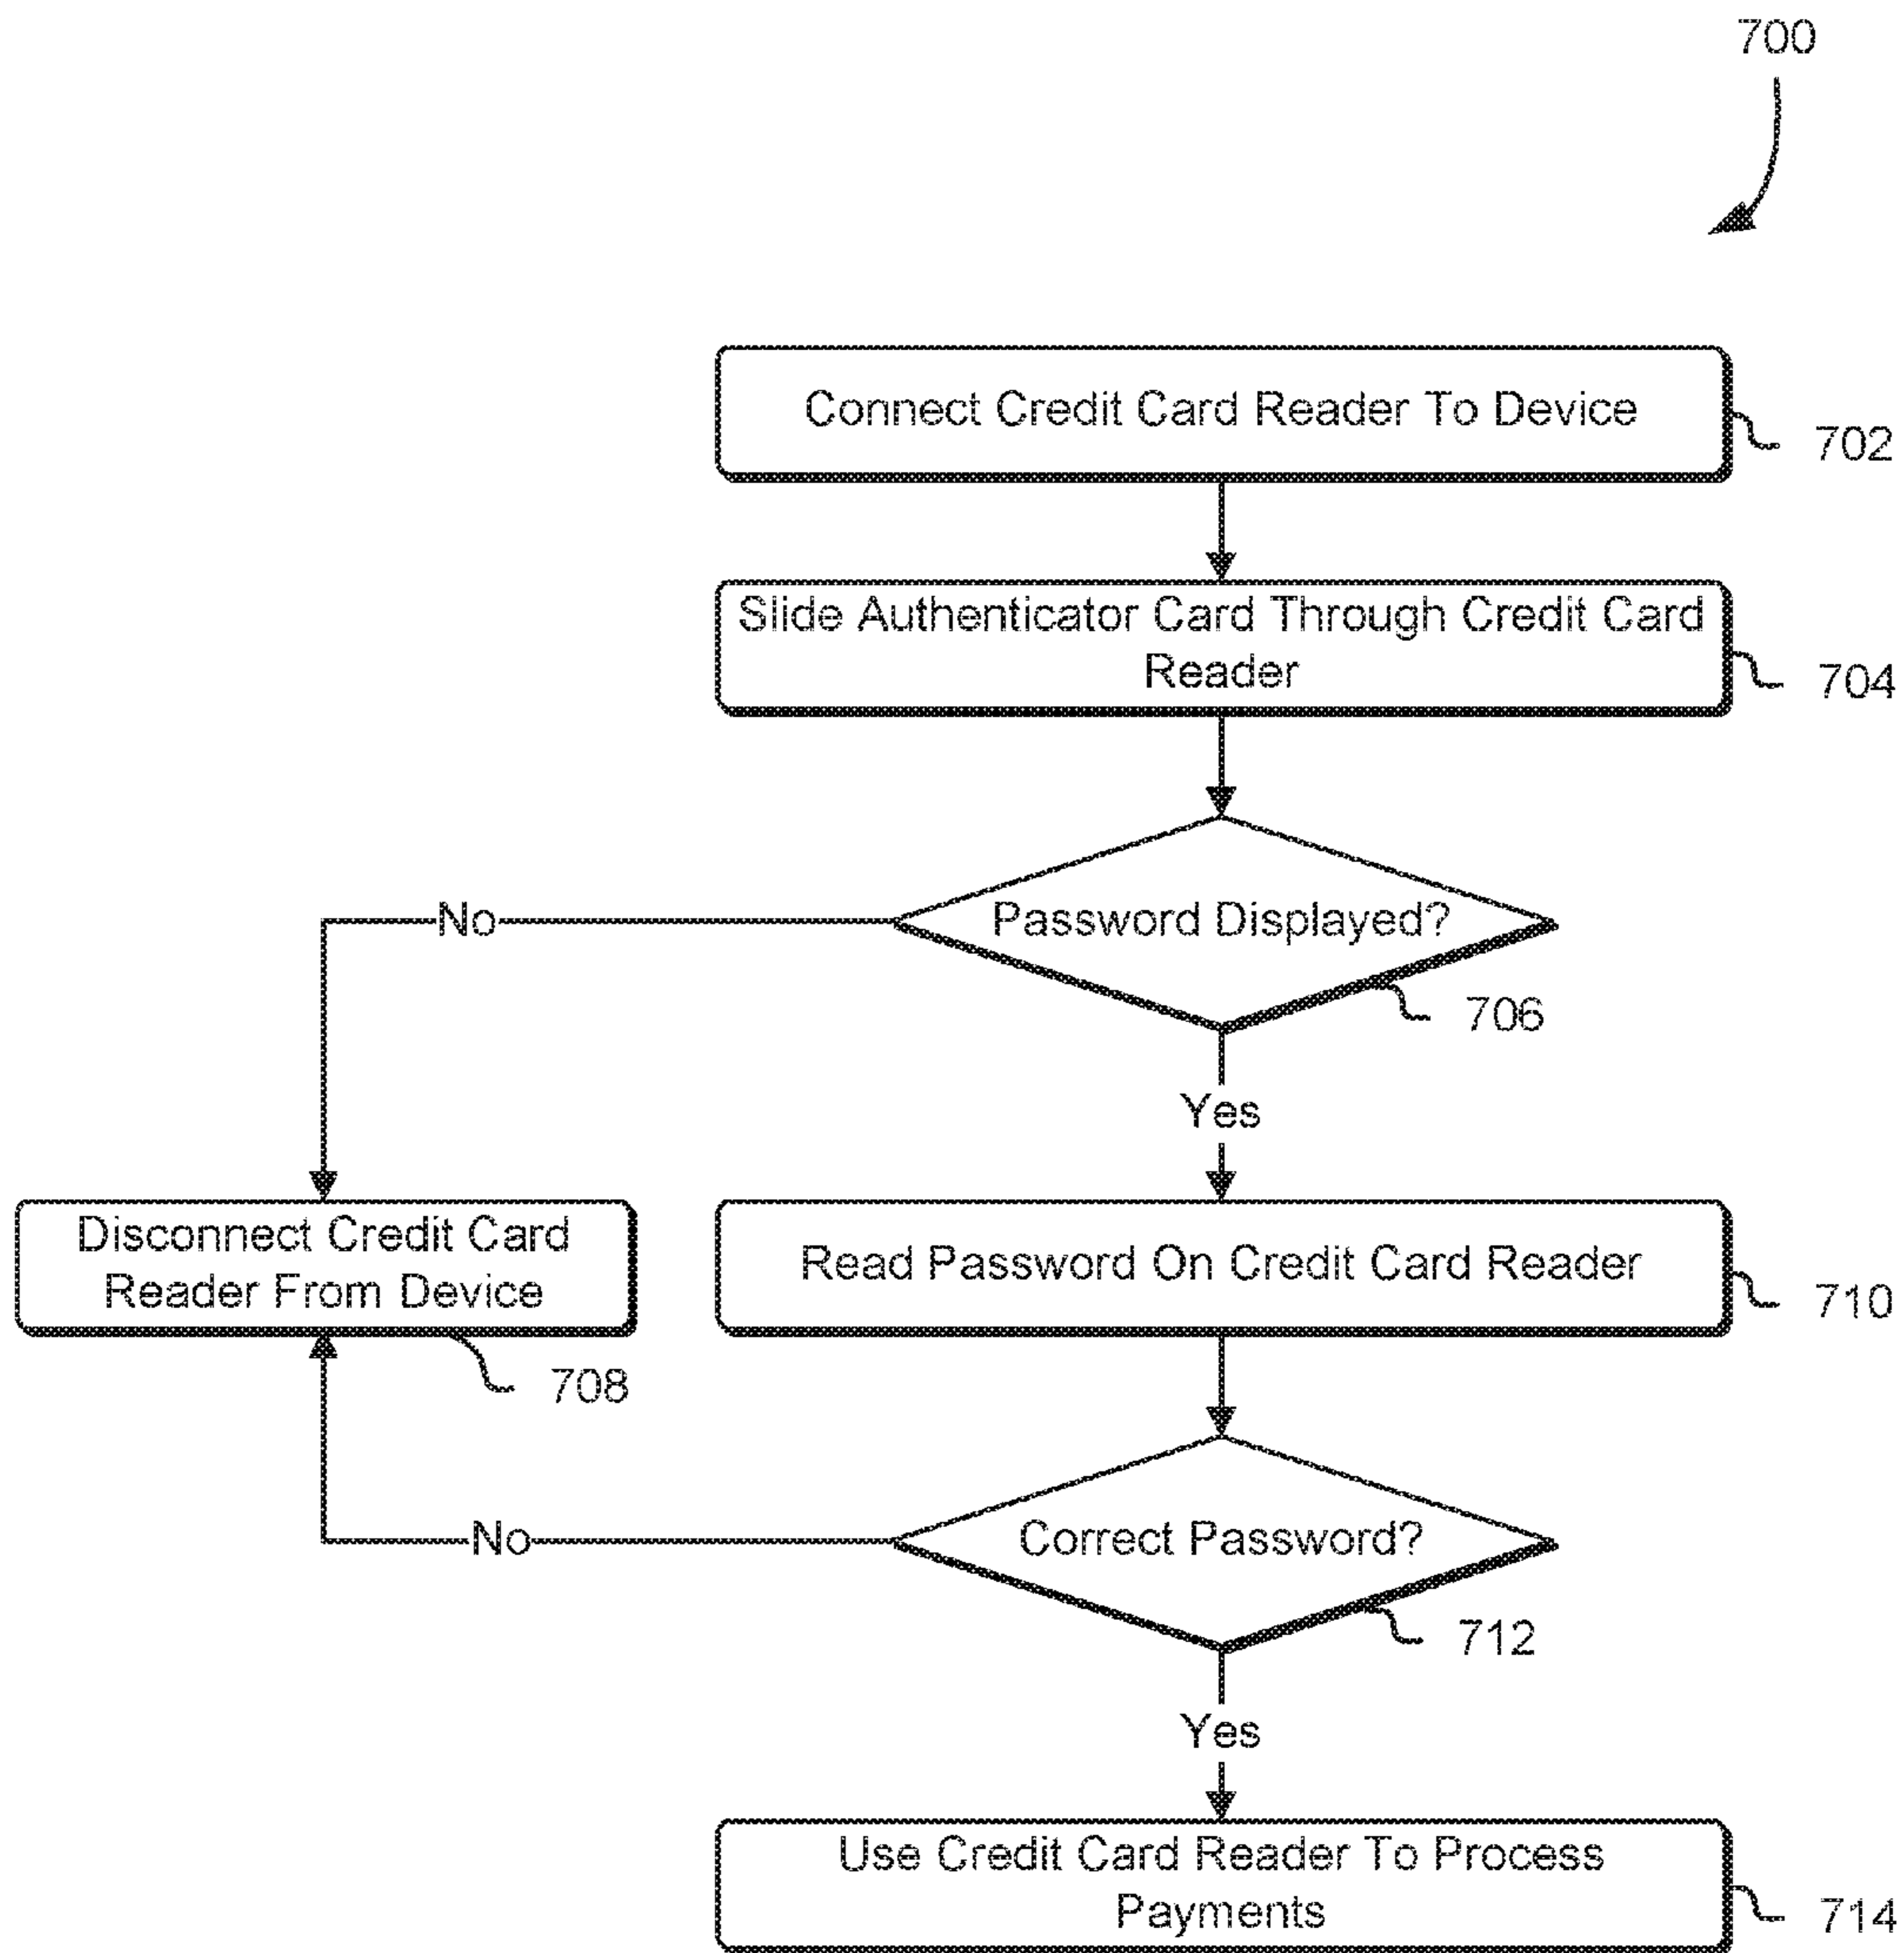 700
Connect Credit Card Reader To Device
702
Slide Authenticator Card Through Credit Card
Reader
704
Password Displayed?
No
706
Yes
Disconnect Credit Card
Reader From Device
708
Read Password On Credit Card Reader
710
Correct Password?
No
712
Yes
Use Credit Card Reader To Process
Payments
714